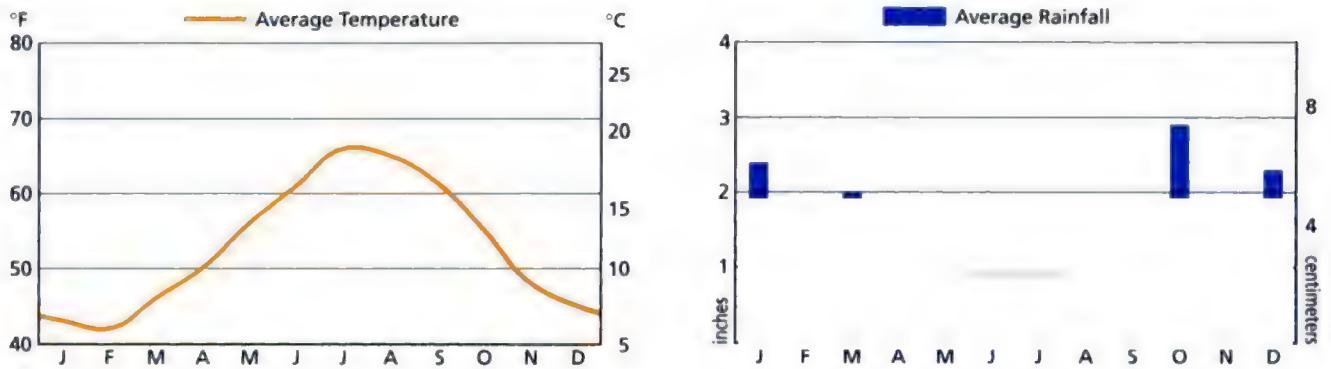 °F
Average Temperature
°C
80
70
60
50
40
25
20
15
10
5
J F M A M J J A S O N D
Average Rainfall
4
3
2
1
inches
8
4
centimeters
J F M A M J J A S O N D